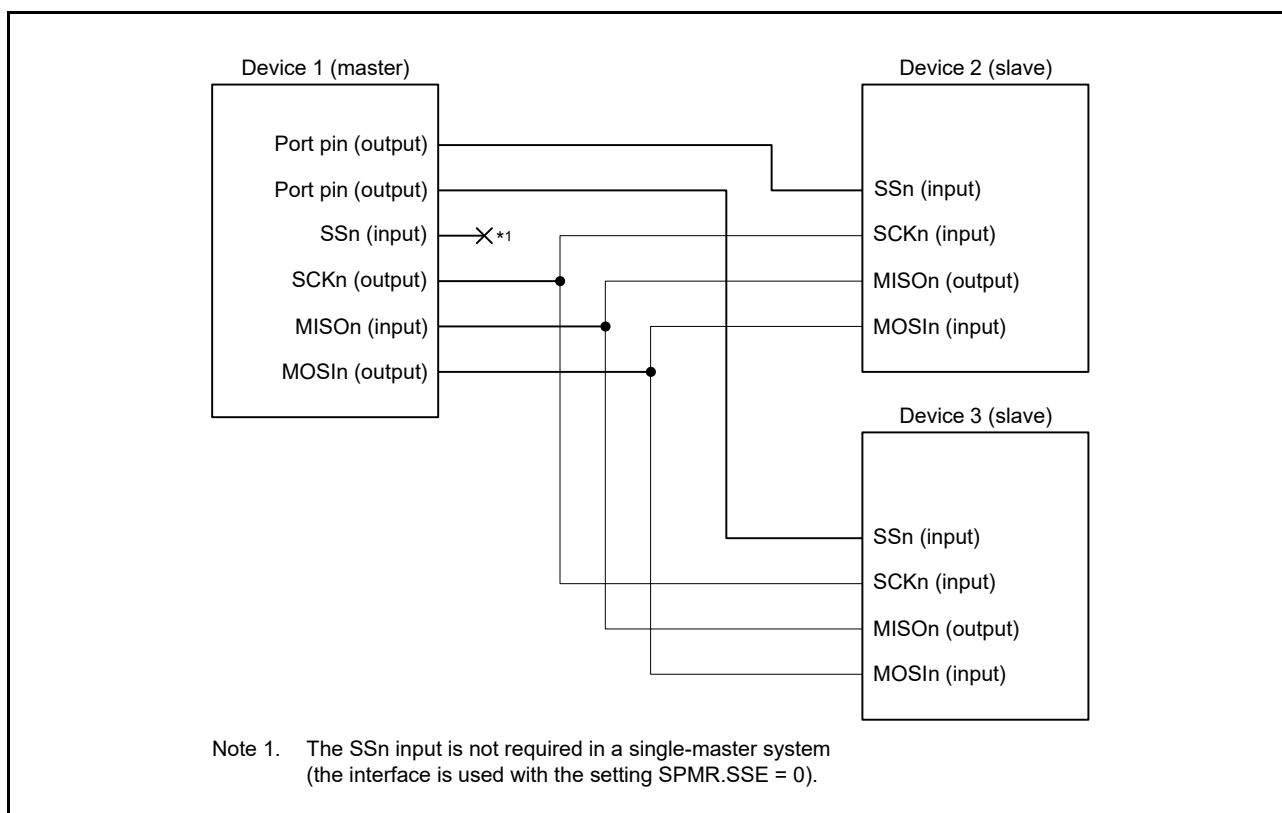 Device 1 (master)
Port pin (output)
Port pin (output)
SSn (input)
*1
SCKn (output)
MISOn (input)
MOSIn (output)
Device 2 (slave)
SSn (input)
SCKn (input)
MISOn (output)
MOSIn (input)
Device 3 (slave)
SSn (input)
SCKn (input)
MISOn (output)
MOSIn (input)
Note 1. The SSn input is not required in a single-master system
(the interface is used with the setting SPMR.SSE = 0).